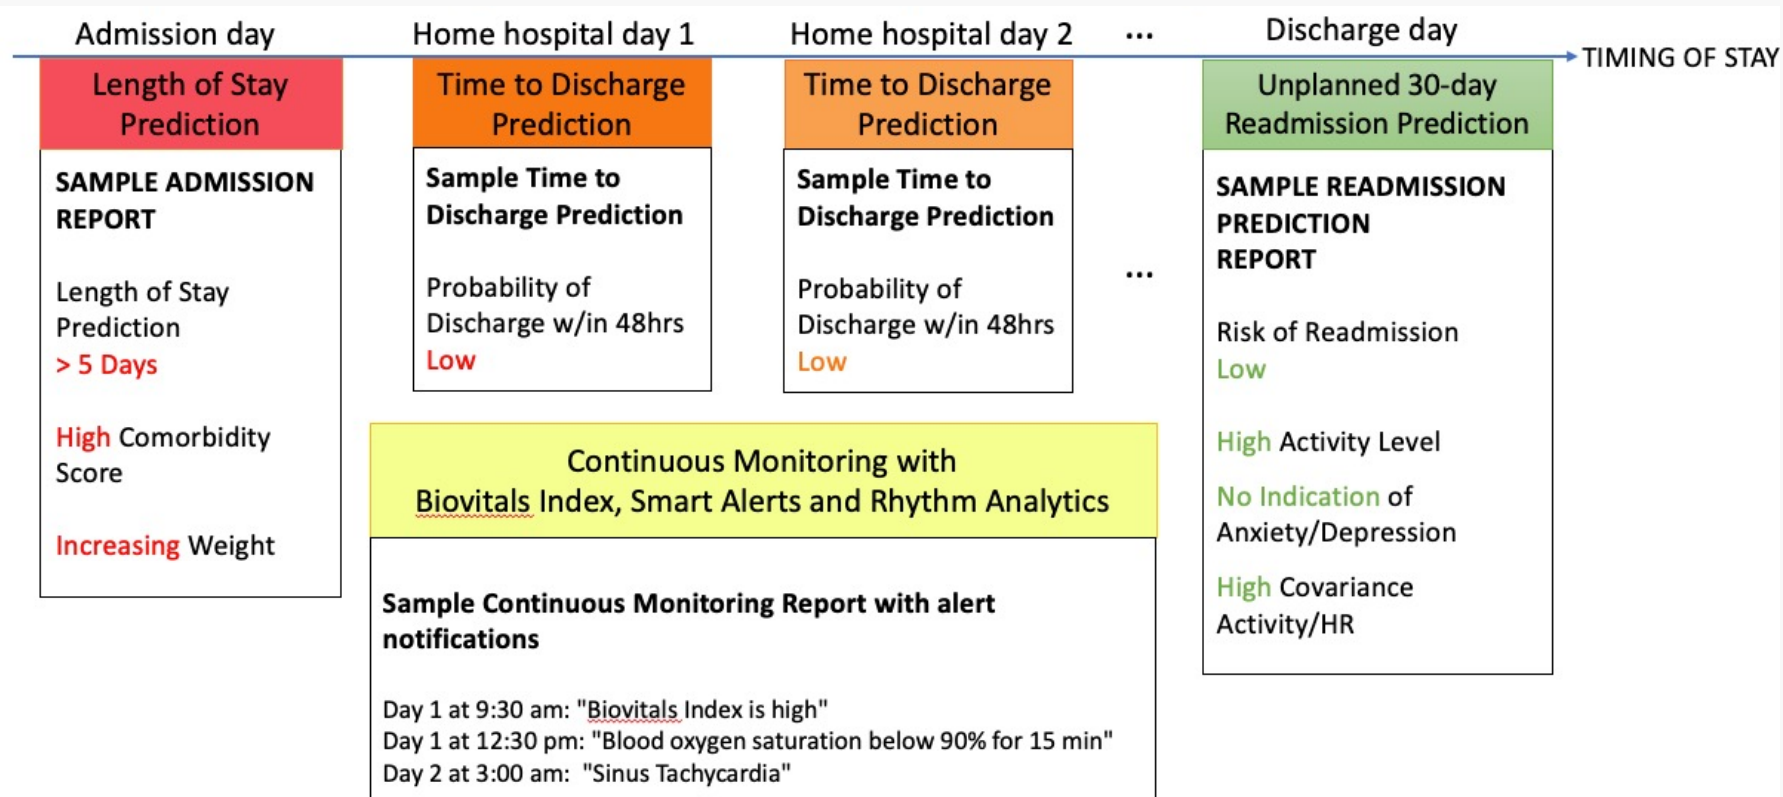 Admission day
Home hospital day 1
Home hospital day 2
...
Discharge day
TIMING OF STAY
Length of Stay
Prediction
SAMPLE ADMISSION
REPORT
Length of Stay
Prediction
> 5 Days
High Comorbidity
Score
Increasing Weight
Time to Discharge
Prediction
Sample Time to
Discharge Prediction
Probability of
Discharge w/in 48hrs
Low
Time to Discharge
Prediction
Sample Time to
Discharge Prediction
Probability of
Discharge w/in 48hrs
Low
...
Unplanned 30-day
Readmission Prediction
SAMPLE READMISSION
PREDICTION
REPORT
Risk of Readmission
Low
High Activity Level
No Indication of
Anxiety/Depression
High Covariance
Activity/HR
Continuous Monitoring with
Biovitals Index, Smart Alerts and Rhythm Analytics
Sample Continuous Monitoring Report with alert
notifications
Day 1 at 9:30 am: "Biovitals Index is high"
Day 1 at 12:30 pm: "Blood oxygen saturation below 90% for 15 min"
Day 2 at 3:00 am:  "Sinus Tachycardia"